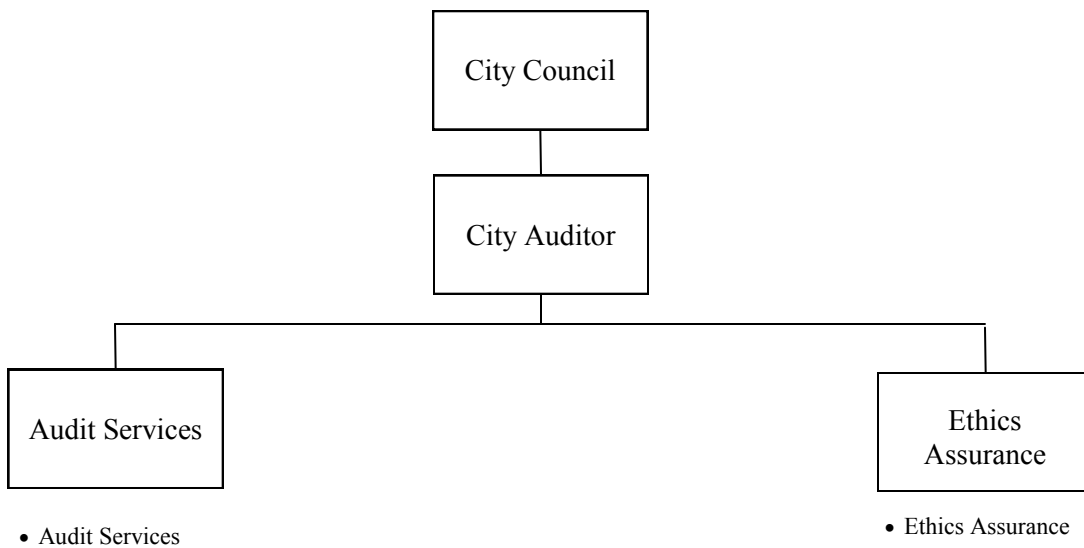 City Council
City Auditor
Audit Services
Ethics
Assurance
• Audit Services
• Ethics Assurance